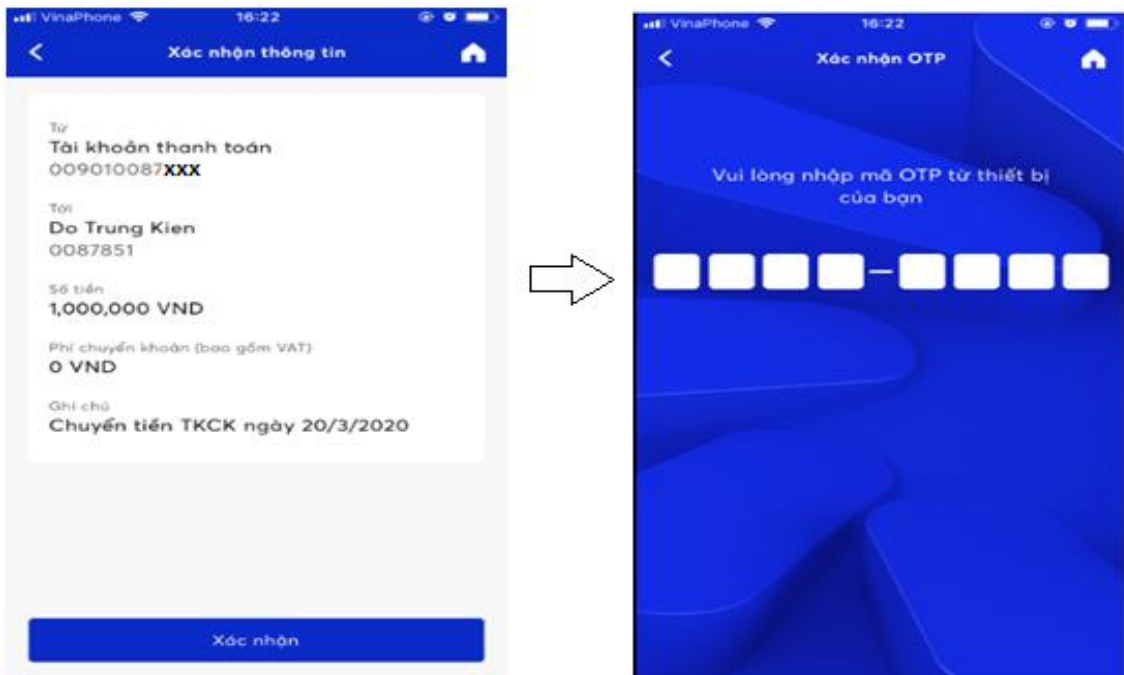 VinaPhone 16:22
Xác nhận thông tin
Từ
Tài khoản thanh toán
009010087XXX
Tới
Do Trung Kien
0087851
Số tiền
1,000,000 VND
Phí chuyển khoản (bao gồm VAT)
0 VND
Ghi chú
Chuyển tiền TKCK ngày 20/3/2020
Xác nhận
VinaPhone 16:22
Xác nhận OTP
Vui lòng nhập mã OTP từ thiết bị
của bạn